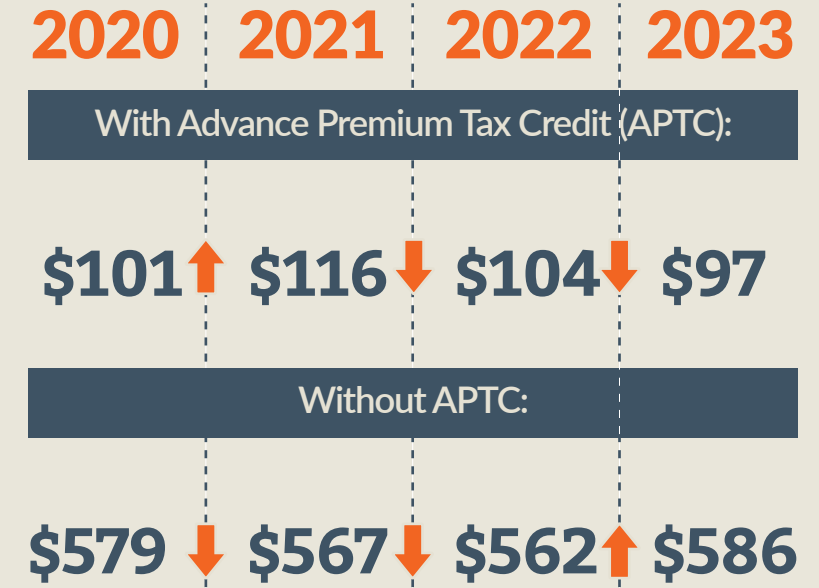 2020 2021 2022 2023
With Advance Premium Tax Credit (APTC):
$101 $116 $104 $97
Without APTC:
$579 $567 $562 $586